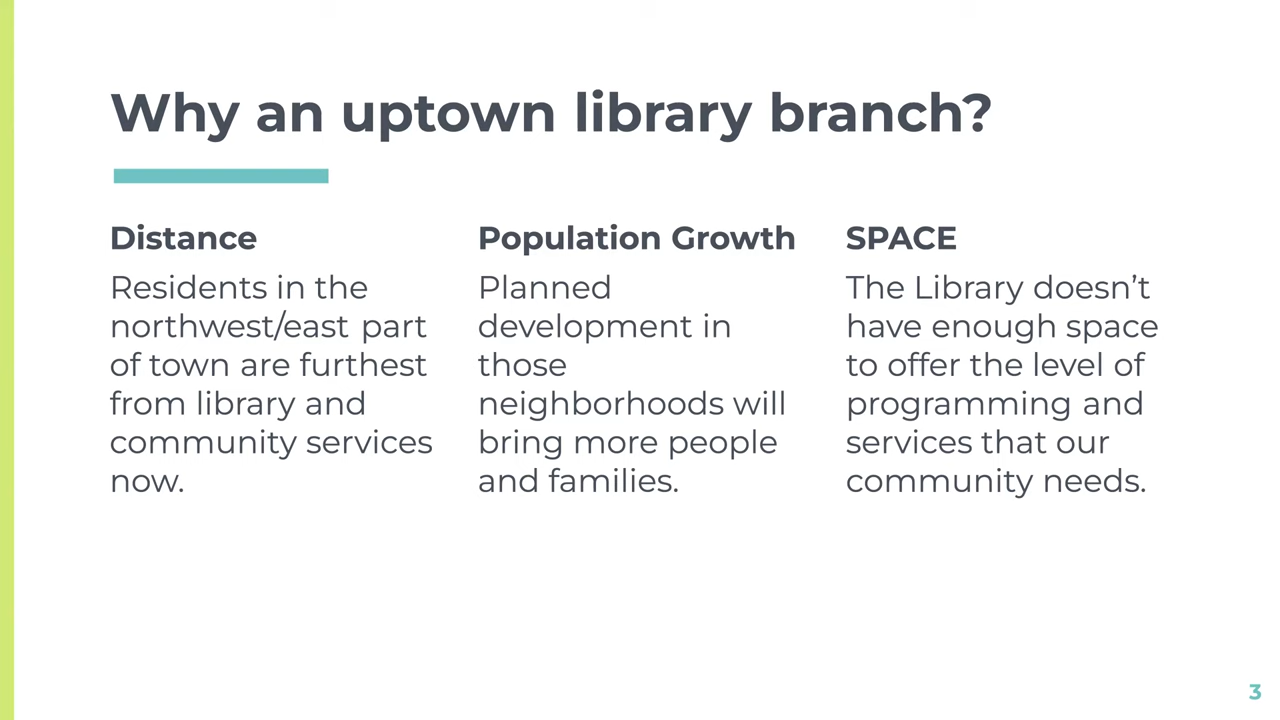 Why an uptown library branch?
Distance
Residents in the
northwest/east part
of town are furthest
from library and
community services
now.
Population Growth
Planned
development in
those
neighborhoods will
bring more people
and families.
SPACE
The Library doesn’t
have enough space
to offer the level of
programming and
services that our
community needs.
3